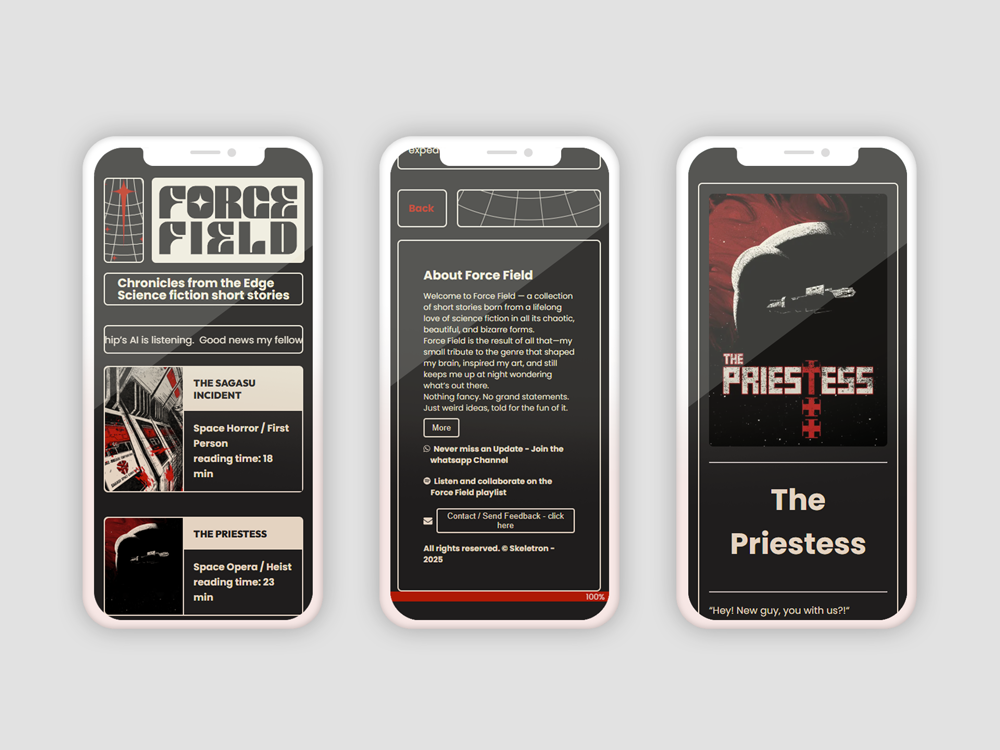 FORCE
FIELD
Chronicles from the Edge
Science fiction short stories
hip's AI is listening.  Good news my fellow
THE SAGASU
INCIDENT
Space Horror / First
Person
reading time: 18
min
THE PRIESTESS
Space Opera / Heist
reading time: 23
min
Back
About Force Field
Welcome to Force Field — a collection
of short stories born from a lifelong
love of science fiction in all its chaotic,
beautiful, and bizarre forms.
Force Field is the result of all that—my
small tribute to the genre that shaped
my brain, inspired my art, and still
keeps me up at night wondering
what's out there.
Nothing fancy. No grand statements.
Just weird ideas, told for the fun of it.
More
Never miss an Update - Join the
whatsapp Channel
Listen and collaborate on the
Force Field playlist
Contact / Send Feedback - click
here
All rights reserved. © Skeletron -
2025
100%
THE
PRIESTESS
The
Priestess
“Hey! New guy, you with us?!”